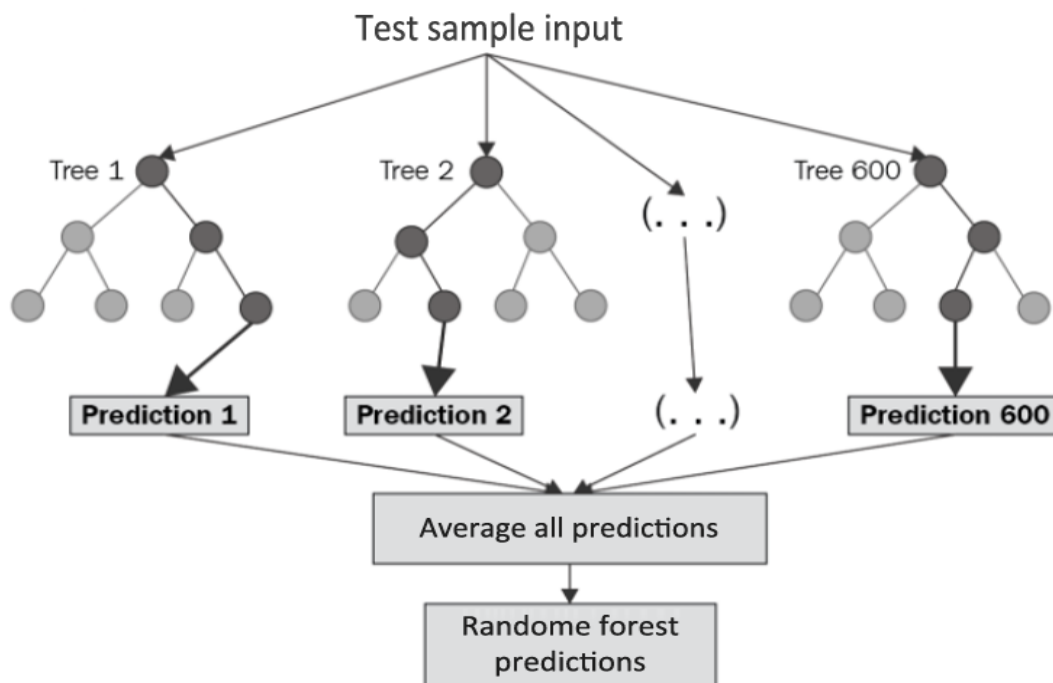 Test sample input
Tree 1
Tree 2
Tree 600
(. . .)
(. . .)
Prediction 1
Prediction 2
Prediction 600
Average all predictions
Randome forest
predictions